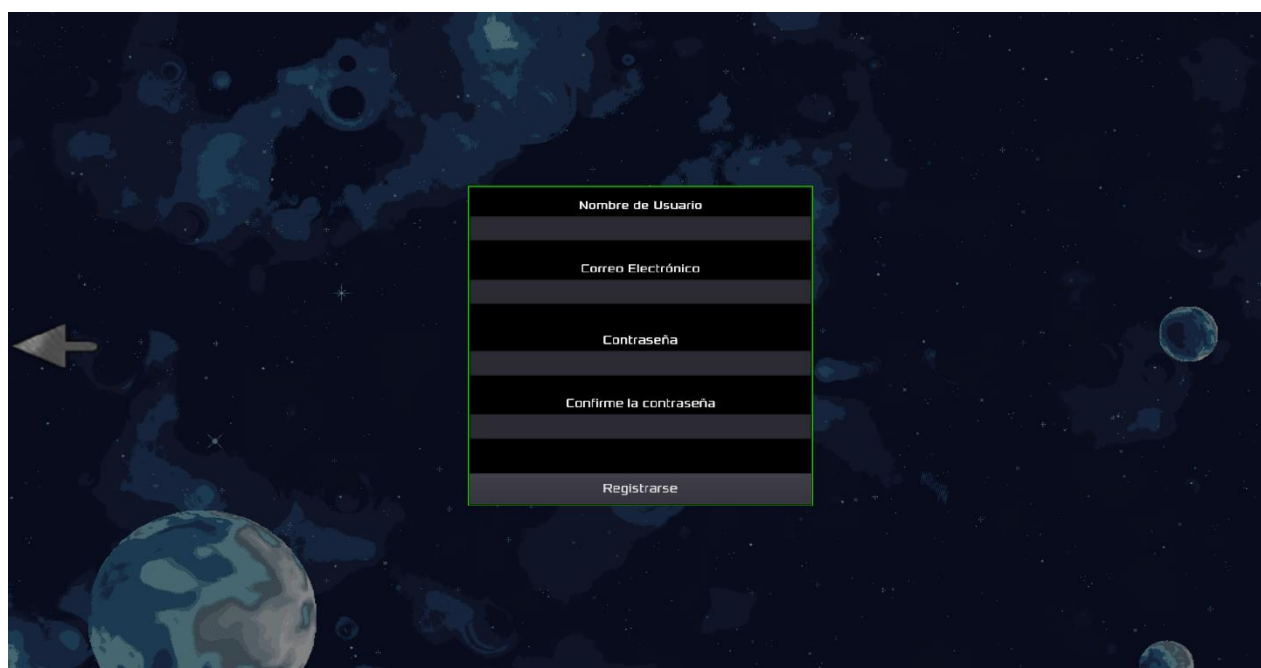 Nombre de Usuario
Correo Electrónico
Contraseña
Confirme la contraseña
Registrarse